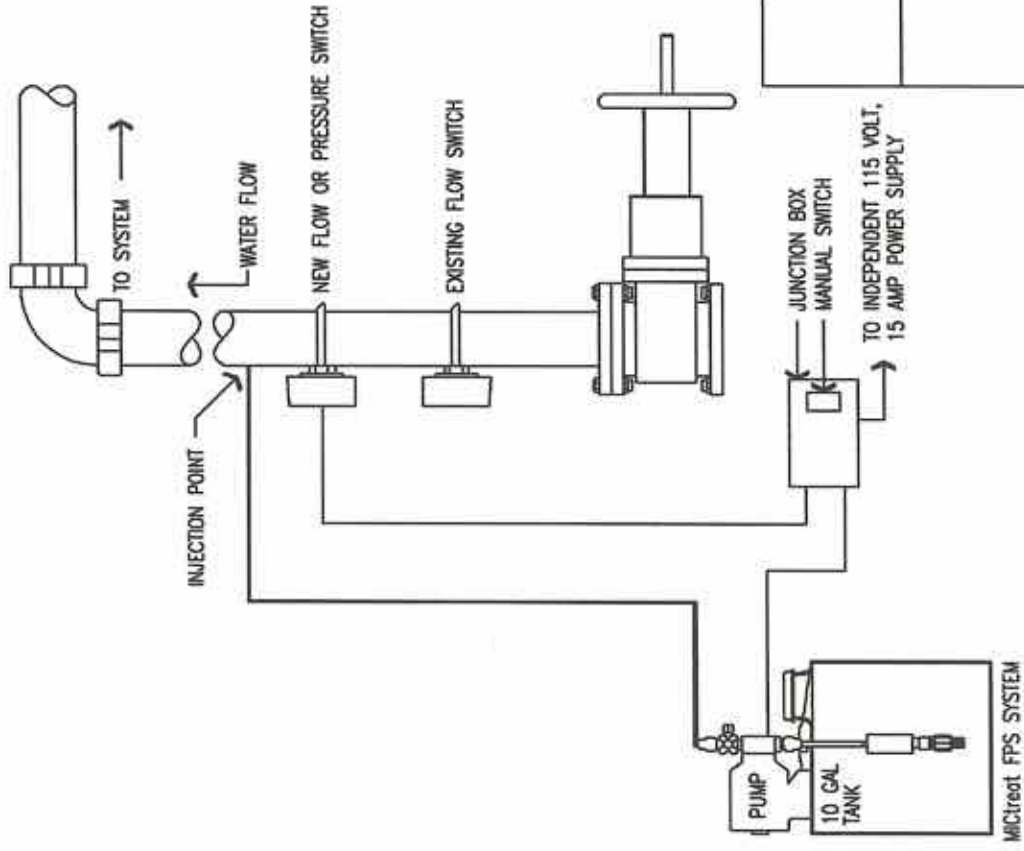 TO SYSTEM
WATER FLOW
NEW FLOW OR PRESSURE SWITCH
EXISTING FLOW SWITCH
INJECTION POINT
JUNCTION BOX
MANUAL SWITCH
TO INDEPENDENT 115 VOLT,
15 AMP POWER SUPPLY
PUMP
10 GAL
TANK
MICtreat FPS SYSTEM